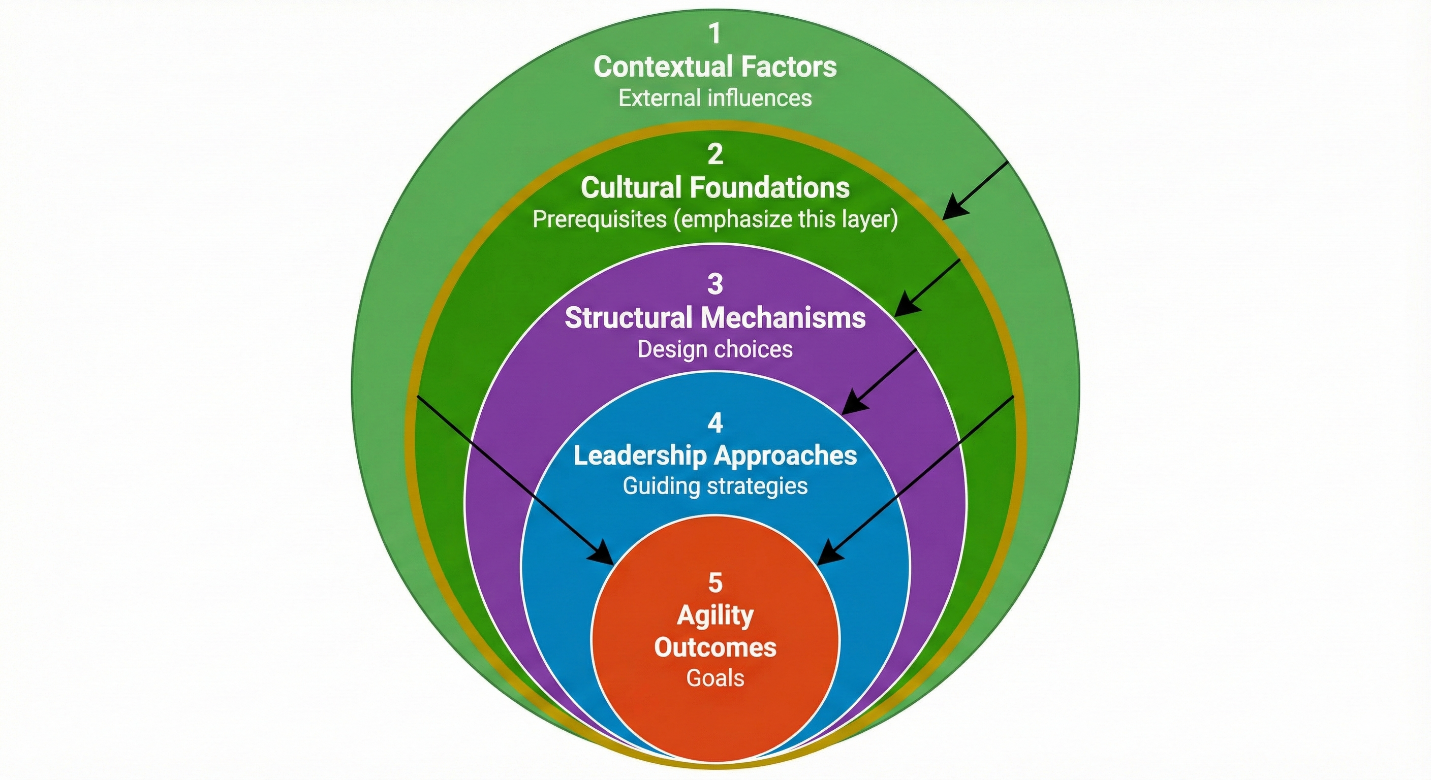 1
Contextual Factors
External influences
2
Cultural Foundations
Prerequisites (emphasize this layer)
3
Structural Mechanisms
Design choices
4
Leadership Approaches
Guiding strategies
5
Agility
Outcomes
Goals